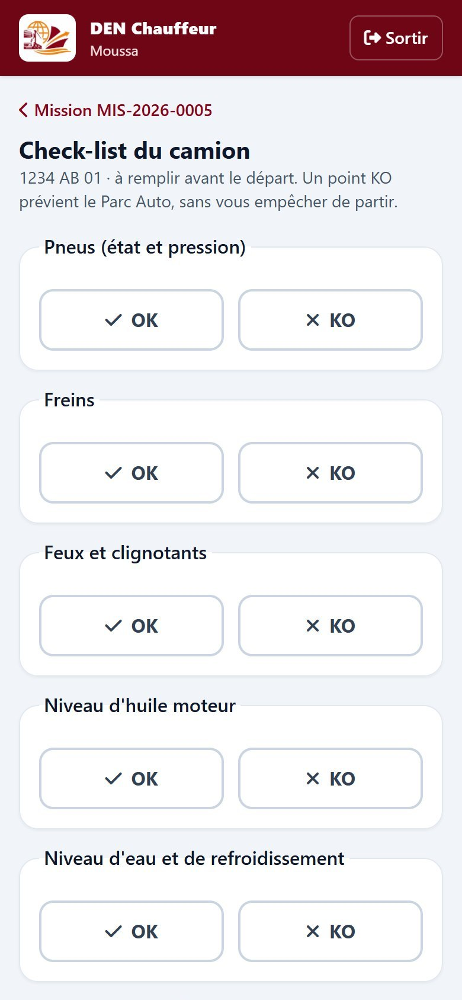 DEN Chauffeur
Moussa
Sortir
Mission MIS-2026-0005
Check-list du camion
1234 AB 01 · à remplir avant le départ. Un point KO
prévient le Parc Auto, sans vous empêcher de partir.
Pneus (état et pression)
OK KO
Freins
OK KO
Feux et clignotants
OK KO
Niveau d'huile moteur
OK KO
Niveau d'eau et de refroidissement
OK KO